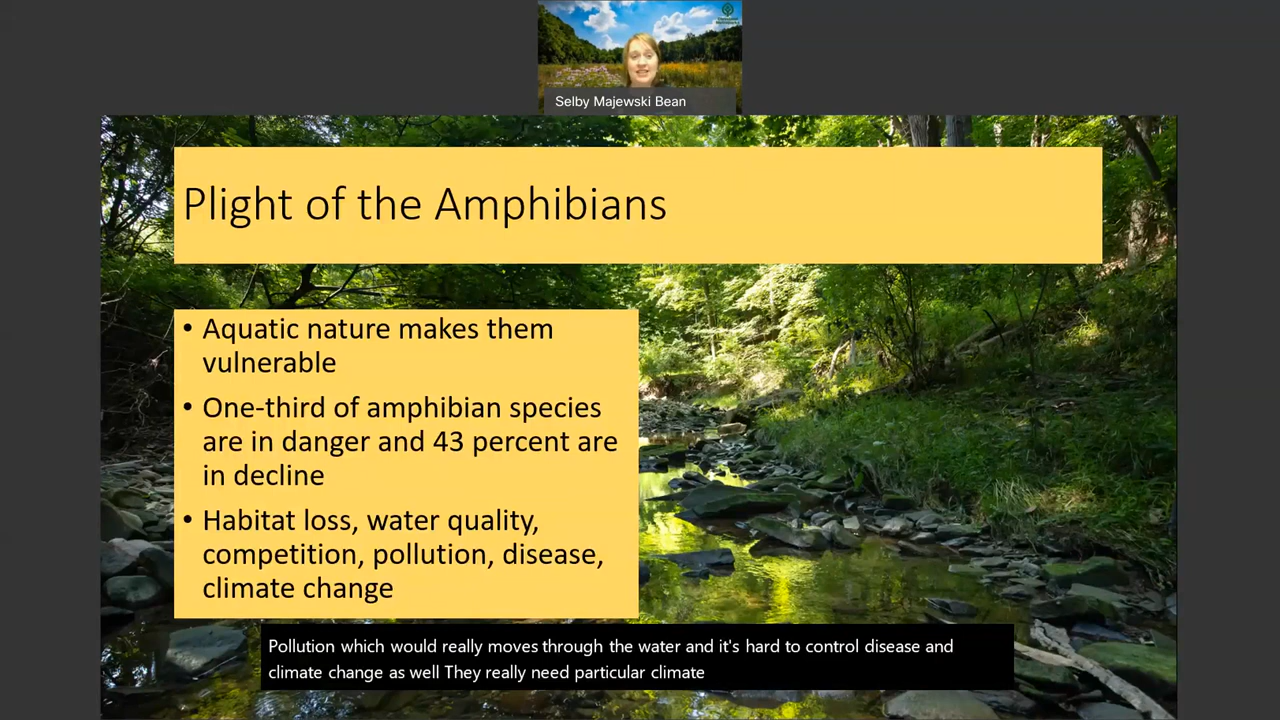 Selby Majewski Bean
Plight of the Amphibians
• Aquatic nature makes them
vulnerable
• One-third of amphibian species
are in danger and 43 percent are
in decline
• Habitat loss, water quality,
competition, pollution, disease,
climate change
Pollution which would really moves through the water and it's hard to control disease and
climate change as well They really need particular climate